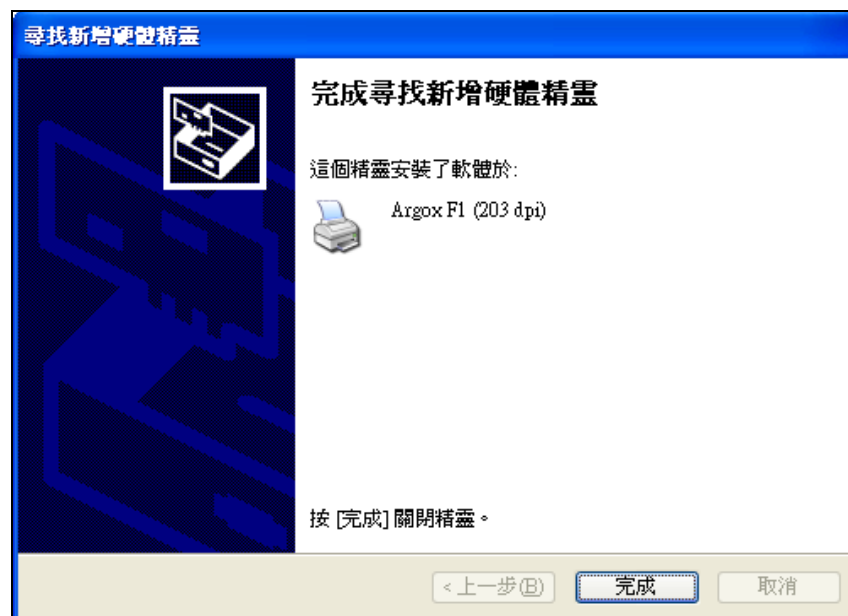 尋找新增硬體精靈
完成尋找新增硬體精靈
這個精靈安裝了軟體於:
Argox F1 (203 dpi)
按 [完成] 關閉精靈。
< 上一步(B)
完成
取消